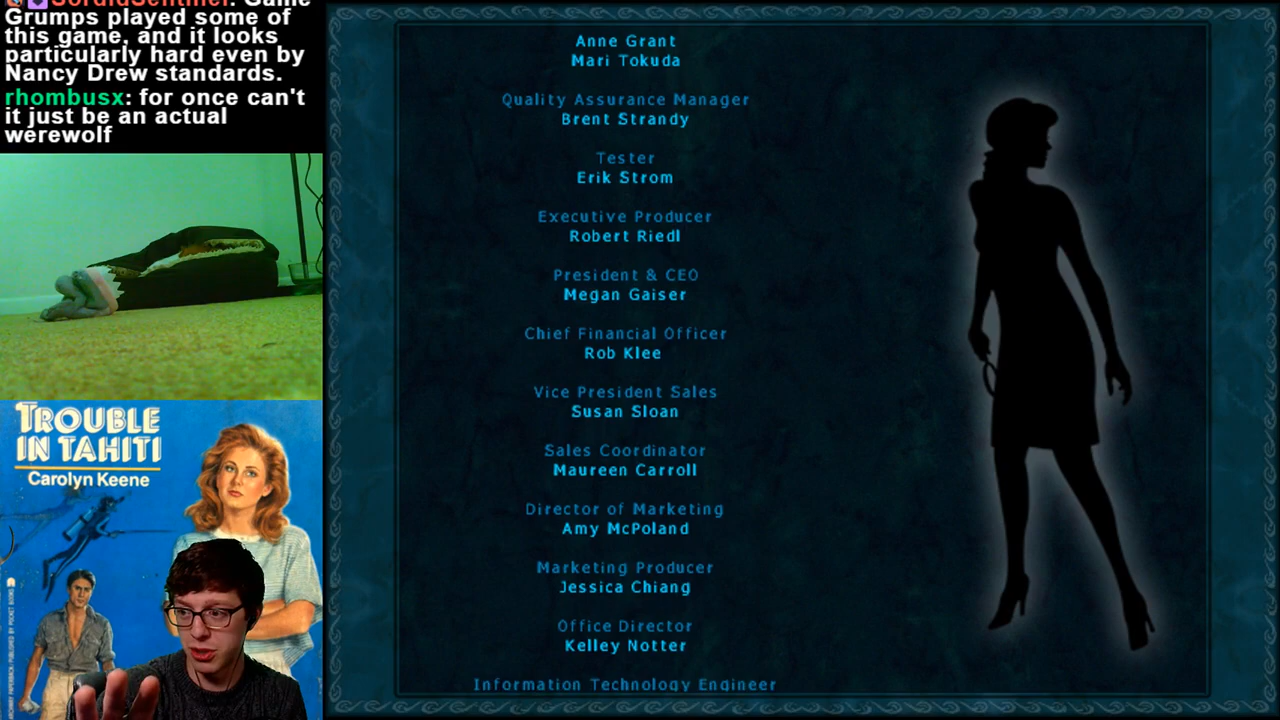 SordidSentinel: Game
Grumps played some of
this game, and it looks
particularly hard even by
Nancy Drew standards.
rhombusx: for once can't
it just be an actual
werewolf
TROUBLE
IN TAHITI
Carolyn Keene
Anne Grant
Mari Tokuda
Quality Assurance Manager
Brent Strandy
Tester
Erik Strom
Executive Producer
Robert Riedl
President & CEO
Megan Gaiser
Chief Financial Officer
Rob Klee
Vice President Sales
Susan Sloan
Sales Coordinator
Maureen Carroll
Director of Marketing
Amy McPoland
Marketing Producer
Jessica Chiang
Office Director
Kelley Notter
Information Technology Engineer